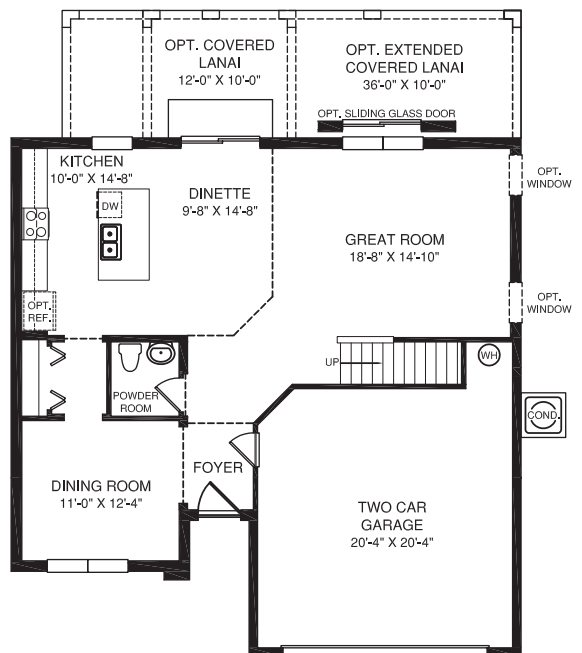 OPT. COVERED
LANAI
12'-0" X 10'-0"
OPT. EXTENDED
COVERED LANAI
36'-0" X 10'-0"
OPT. SLIDING GLASS DOOR
KITCHEN
10'-0" X 14'-8"
DW
DINETTE
9'-8" X 14'-8"
GREAT ROOM
18'-8" X 14'-10"
OPT.
WINDOW
OPT.
WINDOW
OPT.
REF.
UP
WH
POWDER
ROOM
COND.
FOYER
DINING ROOM
11'-0" X 12'-4"
TWO CAR
GARAGE
20'-4" X 20'-4"